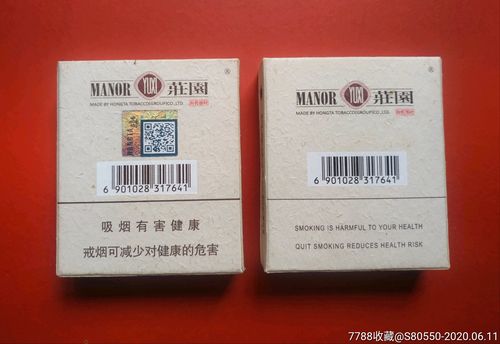 MANOR YUXI 莊園 ®
MADE BY HONGTA TOBACCO(GROUP)CO.,LTD.
6 901028 317641
吸烟有害健康
戒烟可减少对健康的危害
MANOR YUXI 莊園 ®
MADE BY HONGTA TOBACCO(GROUP)CO.,LTD.
6 901028 317641
SMOKING IS HARMFUL TO YOUR HEALTH
QUIT SMOKING REDUCES HEALTH RISK
7788收藏@S80550-2020.06.11